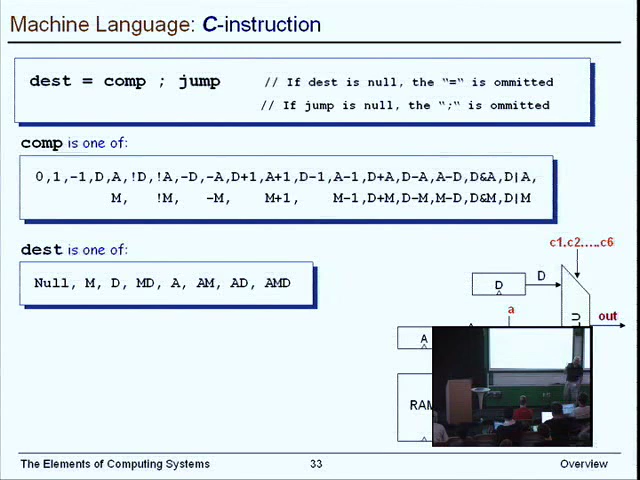 Machine Language: C-instruction
dest = comp ; jump // If dest is null, the "=" is ommitted
// If jump is null, the ";" is ommitted
comp is one of:
0,1,-1,D,A,!D,!A,-D,-A,D+1,A+1,D-1,A-1,D+A,D-A,A-D,D&A,D|A,
M, !M, -M, M+1, M-1,D+M,D-M,M-D,D&M,D|M
dest is one of:
Null, M, D, MD, A, AM, AD, AMD
c1.c2.....c6
D
D
a
out
A
RAM
The Elements of Computing Systems 33 Overview